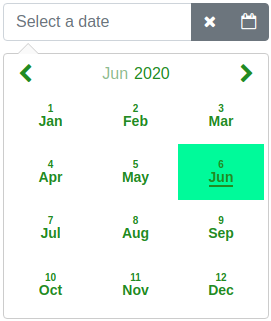 Select a date
Jun 2020
1 2 3
Jan Feb Mar
4 5 6
Apr May Jun
7 8 9
Jul Aug Sep
10 11 12
Oct Nov Dec